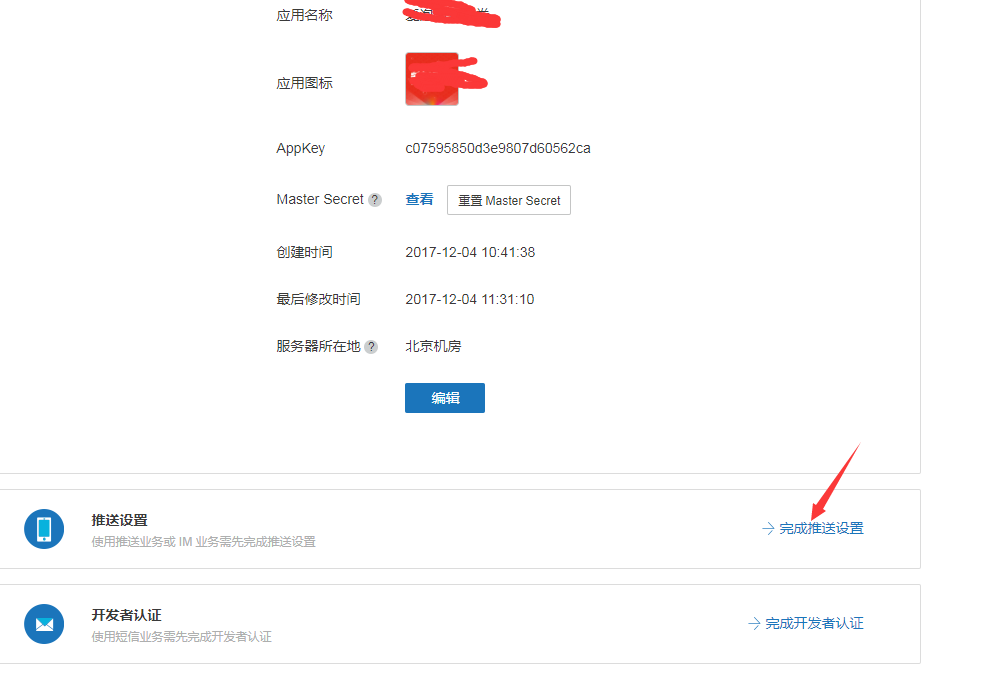 应用名称
应用图标
AppKey c07595850d3e9807d60562ca
Master Secret ? 查看 重置 Master Secret
创建时间 2017-12-04 10:41:38
最后修改时间 2017-12-04 11:31:10
服务器所在地 ? 北京机房
编辑
推送设置
使用推送业务或 IM 业务需先完成推送设置
完成推送设置
开发者认证
使用短信业务需先完成开发者认证
完成开发者认证